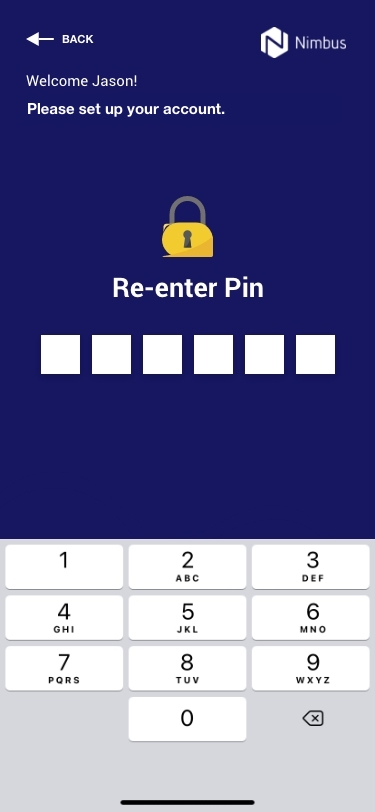 BACK
Nimbus
Welcome Jason!
Please set up your account.
Re-enter Pin
1 2 3
ABC DEF
4 5 6
GHI JKL MNO
7 8 9
PQRS TUV WXYZ
0